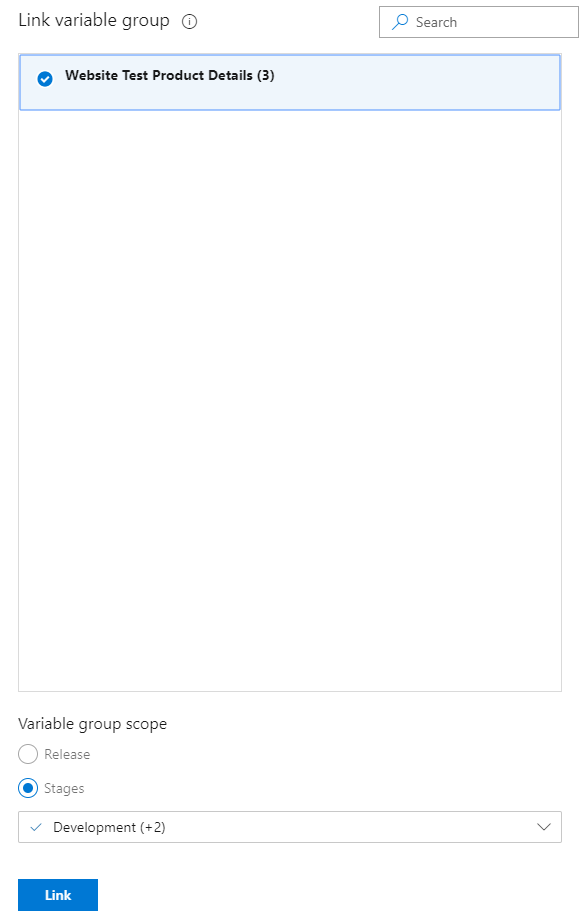 Link variable group
Search
Website Test Product Details (3)
Variable group scope
Release
Stages
Development (+2)
Link